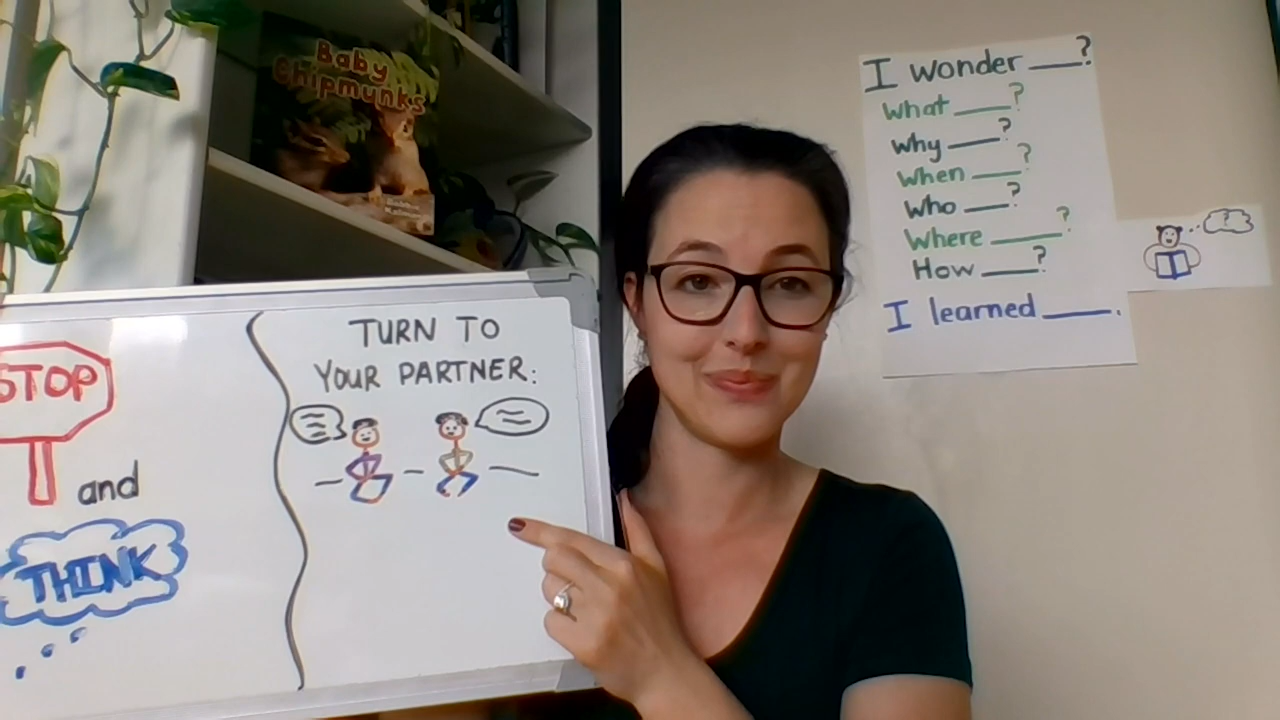 Baby
Chipmunks
STOP
and
THINK
TURN TO
YOUR PARTNER:
I wonder ___?
What ___?
why ___?
When ___?
Who ___?
Where ___?
How ___?
I learned ___.
?